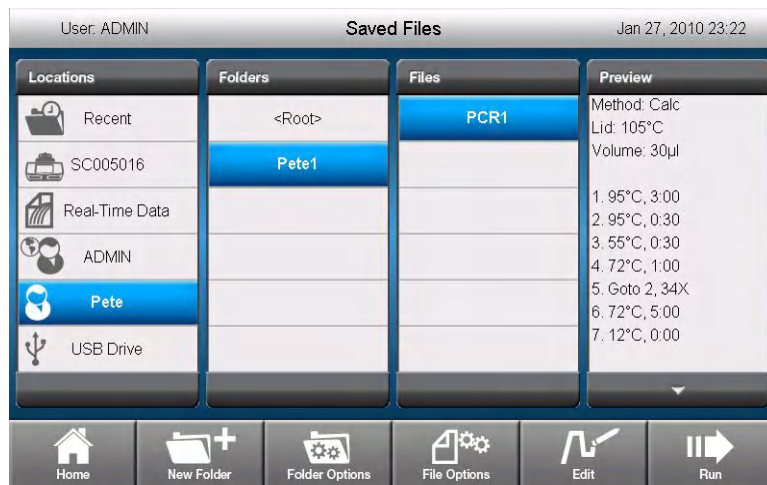 User: ADMIN
Saved Files
Jan 27, 2010 23:22
Locations
Recent
SC005016
Real-Time Data
ADMIN
Pete
USB Drive
Folders
<Root>
Pete1
Files
PCR1
Preview
Method: Calc
Lid: 105°C
Volume: 30µl
1. 95°C, 3:00
2. 95°C, 0:30
3. 55°C, 0:30
4. 72°C, 1:00
5. Goto 2, 34X
6. 72°C, 5:00
7. 12°C, 0:00
Home
New Folder
Folder Options
File Options
Edit
Run